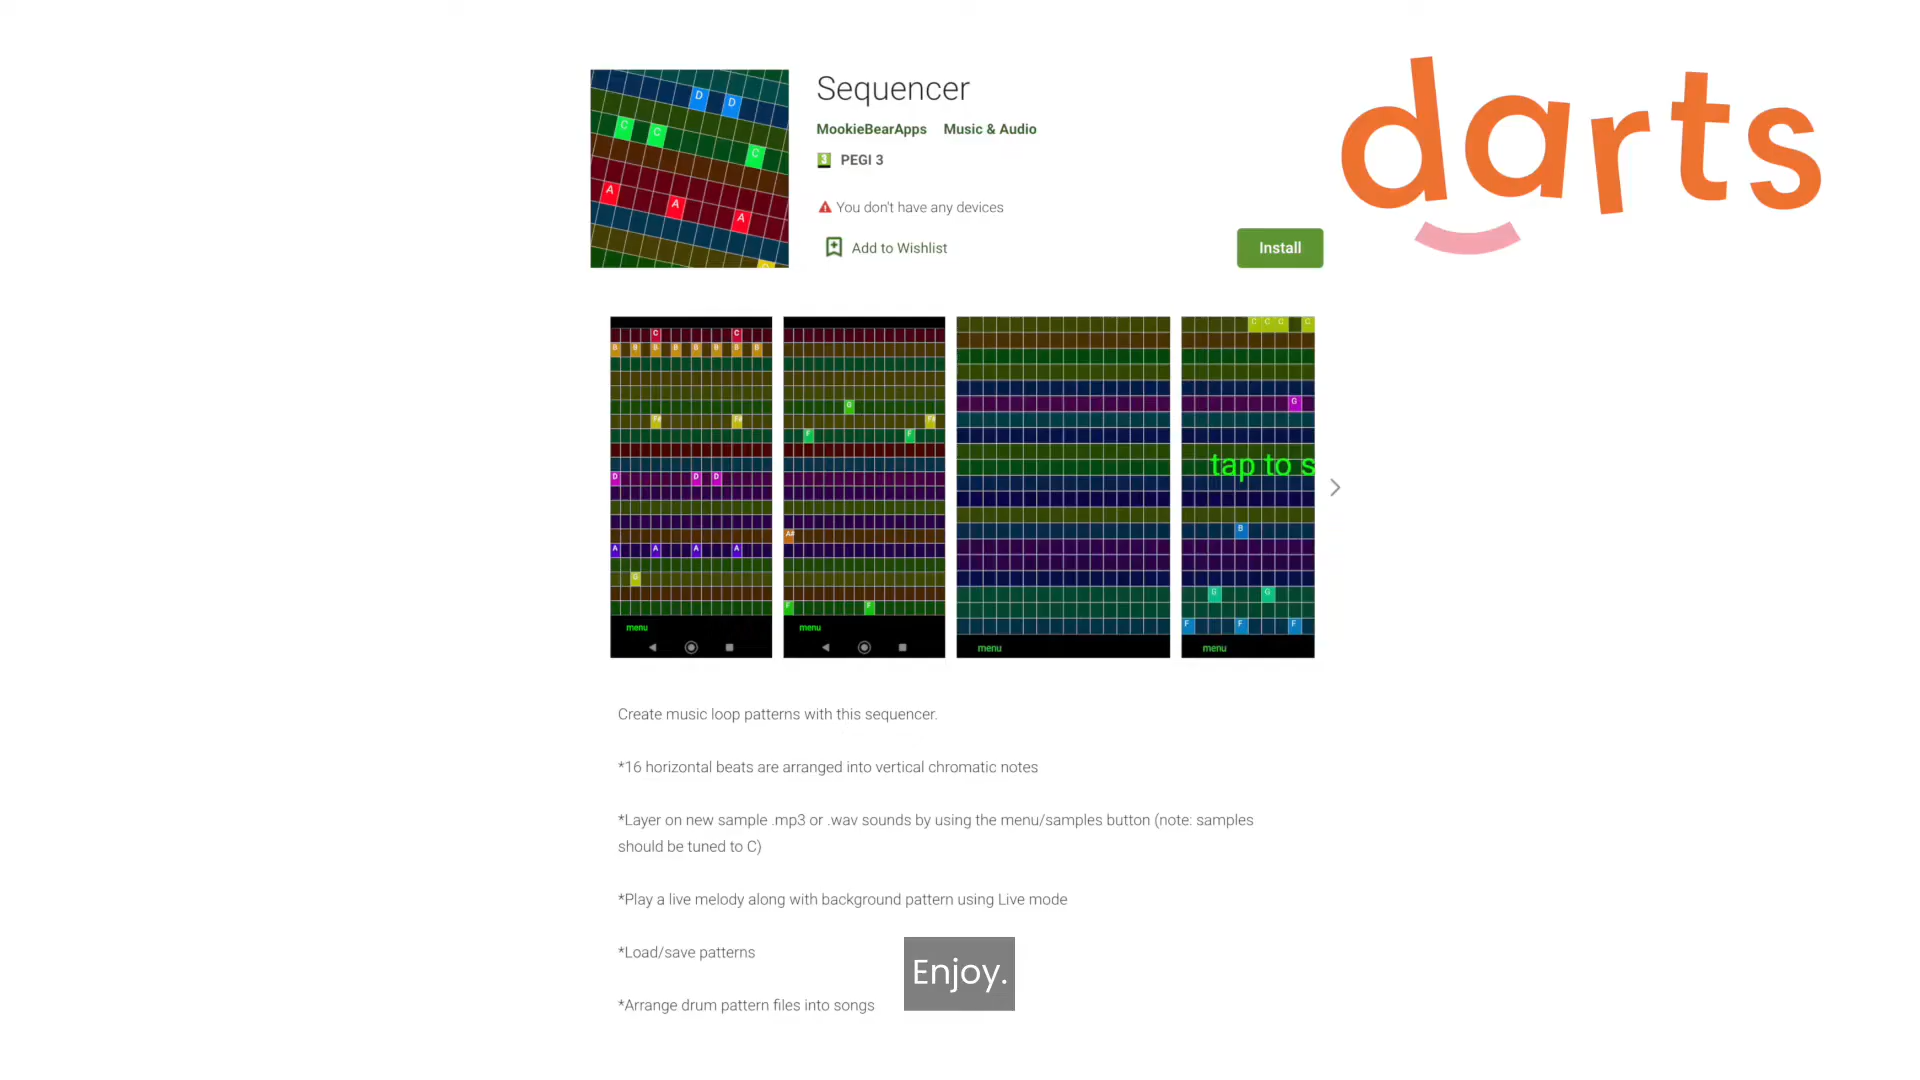 darts
Sequencer
MookieBearApps Music & Audio
3 PEGI 3
You don't have any devices
Add to Wishlist
Install
D D
C C C
A A A
C C
B B B B B B B B
F# F#
D D D
A A A A
G
menu
G
F#
F F
A#
F F
menu
menu
C C G G
G
tap to s
B
G G
F F F
menu
Create music loop patterns with this sequencer.
*16 horizontal beats are arranged into vertical chromatic notes
*Layer on new sample .mp3 or .wav sounds by using the menu/samples button (note: samples
should be tuned to C)
*Play a live melody along with background pattern using Live mode
*Load/save patterns
Enjoy.
*Arrange drum pattern files into songs